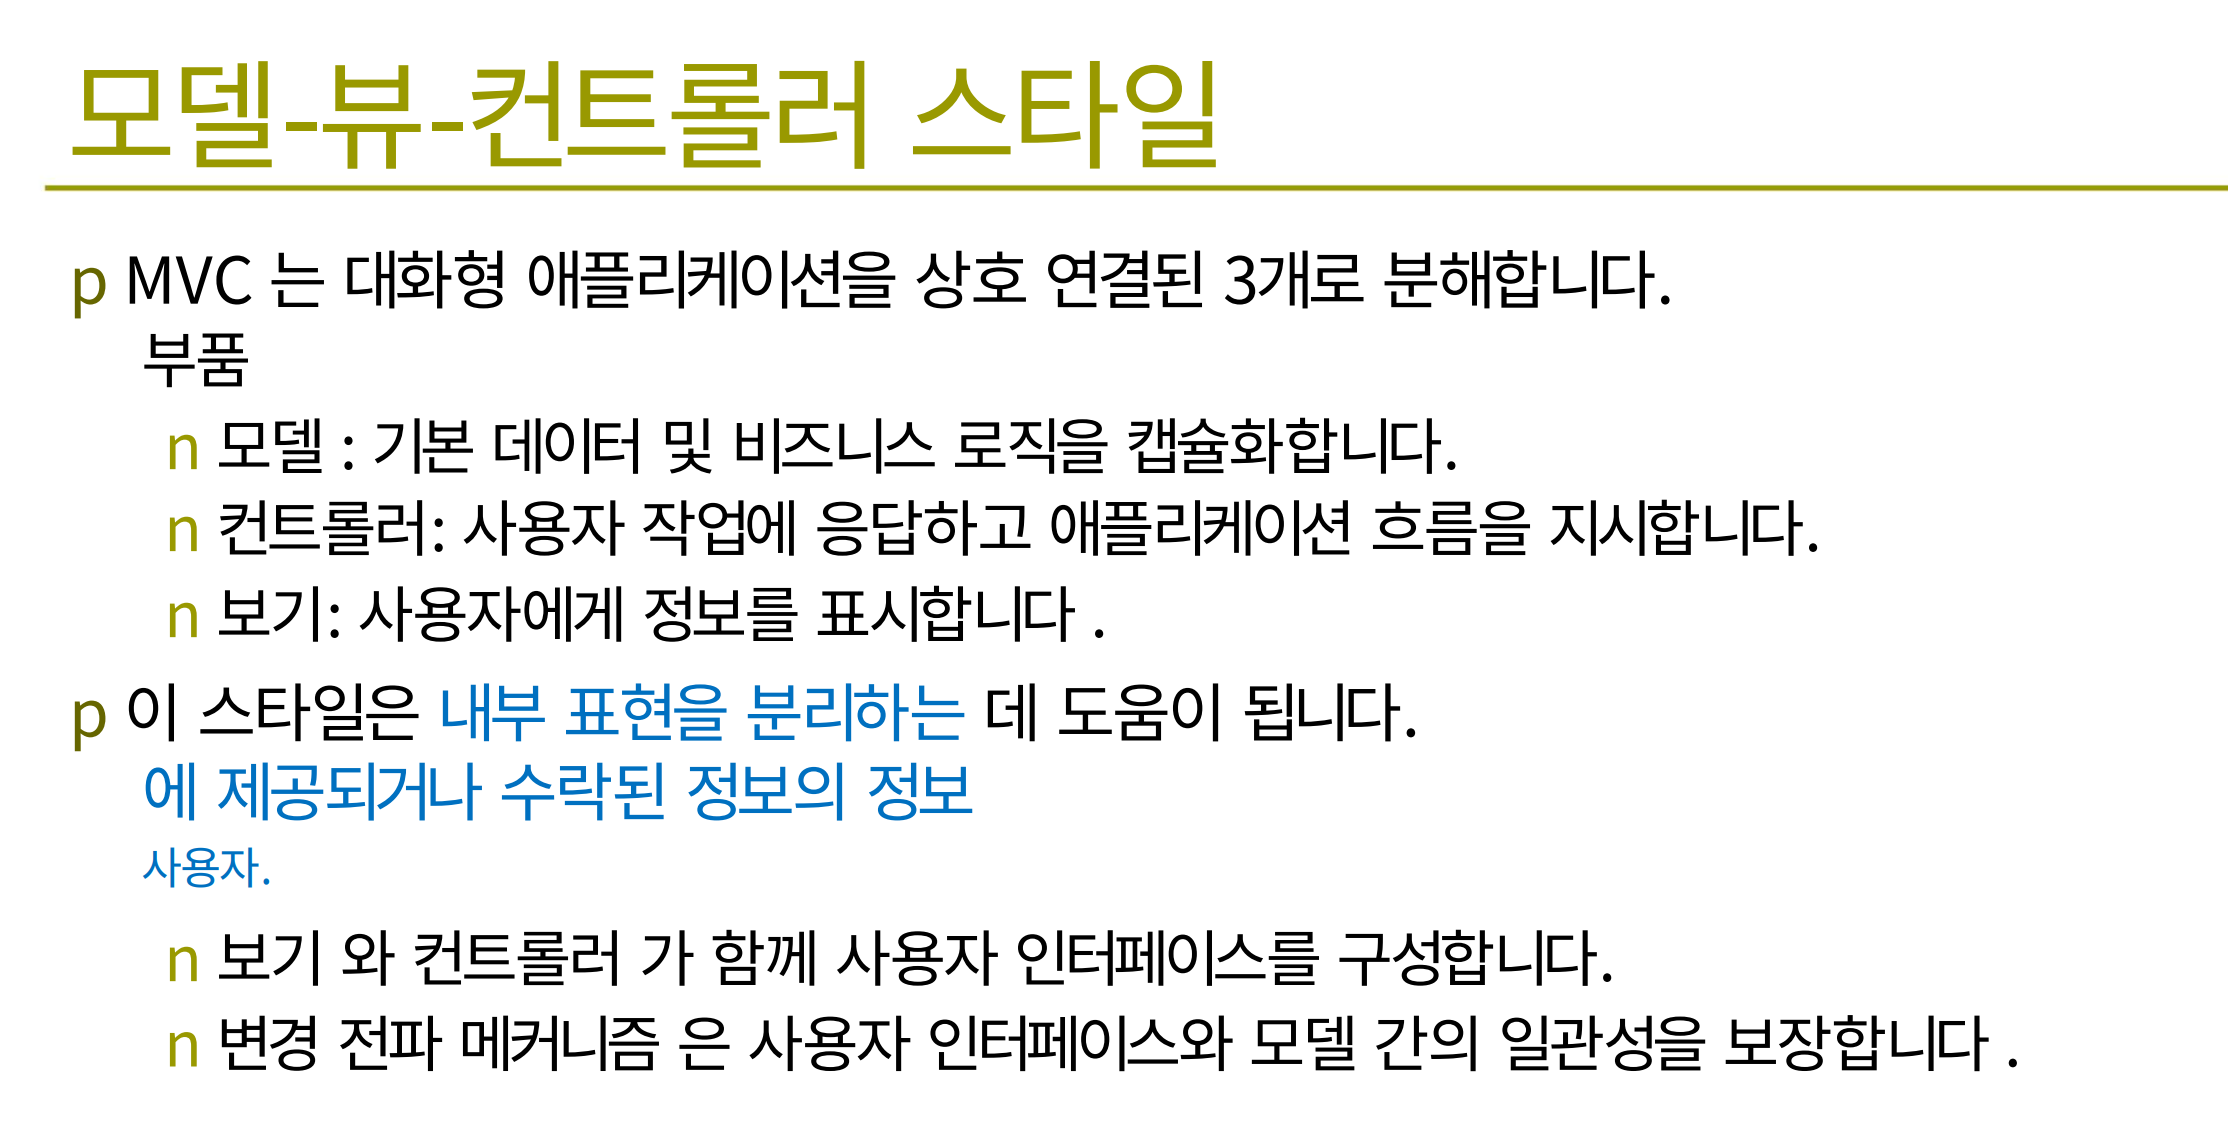 모델-뷰-컨트롤러 스타일
p MVC 는 대화형 애플리케이션을 상호 연결된 3개로 분해합니다.
부품
n 모델 : 기본 데이터 및 비즈니스 로직을 캡슐화합니다.
n 컨트롤러: 사용자 작업에 응답하고 애플리케이션 흐름을 지시합니다.
n 보기: 사용자에게 정보를 표시합니다 .
p 이 스타일은 내부 표현을 분리하는 데 도움이 됩니다.
에 제공되거나 수락된 정보의 정보
사용자.
n 보기 와 컨트롤러 가 함께 사용자 인터페이스를 구성합니다.
n 변경 전파 메커니즘 은 사용자 인터페이스와 모델 간의 일관성을 보장합니다 .